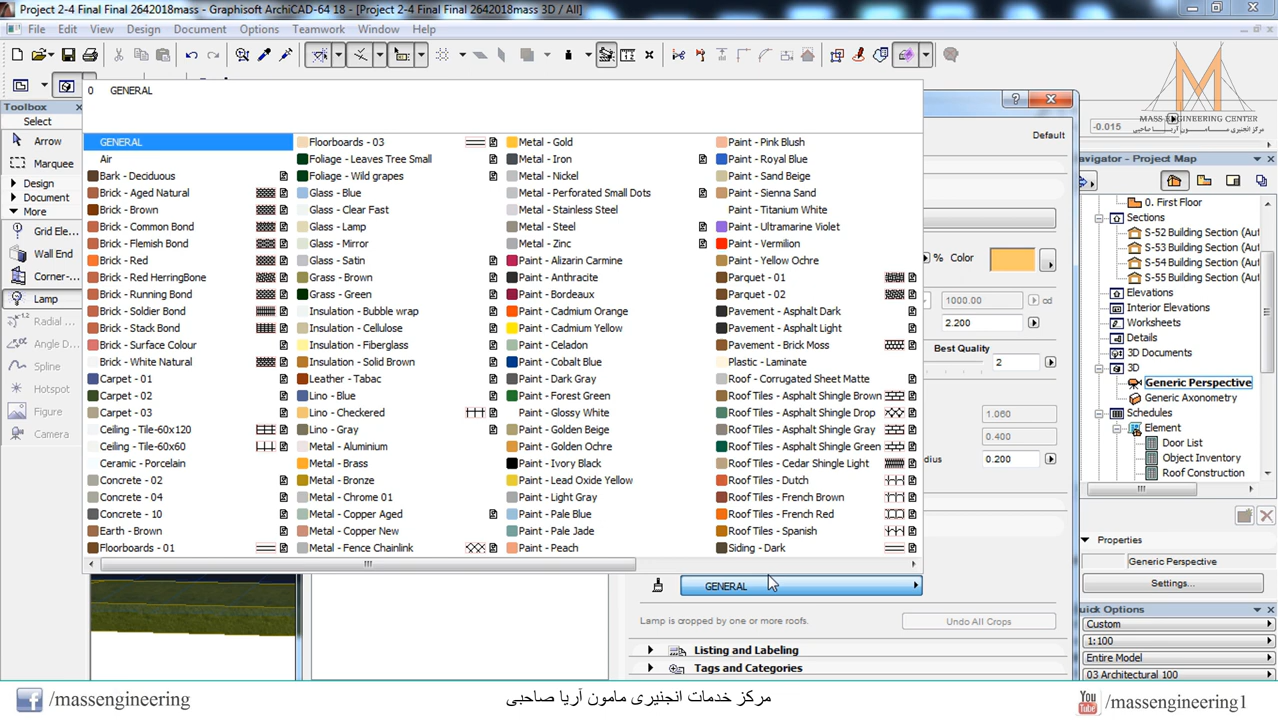 Project 2-4 Final Final 2642018mass - Graphisoft ArchiCAD-64 18 - [Project 2-4 Final Final 2642018mass 3D / All]
File Edit View Design Document Options Teamwork Window Help
MASS ENGINEERING CENTER
مرکز انجنیری مامون آریا صاحبی
Toolbox
Select
Arrow
Marquee
Design
Document
More
Grid Ele...
Wall End
Corner-...
Lamp
Radial ...
Angle D...
Spline
Hotspot
Figure
Camera
0 GENERAL
GENERAL
Air
Bark - Deciduous
Brick - Aged Natural
Brick - Brown
Brick - Common Bond
Brick - Flemish Bond
Brick - Red
Brick - Red HerringBone
Brick - Running Bond
Brick - Soldier Bond
Brick - Stack Bond
Brick - Surface Colour
Brick - White Natural
Carpet - 01
Carpet - 02
Carpet - 03
Ceiling - Tile-60x120
Ceiling - Tile-60x60
Ceramic - Porcelain
Concrete - 02
Concrete - 04
Concrete - 10
Earth - Brown
Floorboards - 01
Floorboards - 03
Foliage - Leaves Tree Small
Foliage - Wild grapes
Glass - Blue
Glass - Clear Fast
Glass - Lamp
Glass - Mirror
Glass - Satin
Grass - Brown
Grass - Green
Insulation - Bubble wrap
Insulation - Cellulose
Insulation - Fiberglass
Insulation - Solid Brown
Leather - Tabac
Lino - Blue
Lino - Checkered
Lino - Gray
Metal - Aluminium
Metal - Brass
Metal - Bronze
Metal - Chrome 01
Metal - Copper Aged
Metal - Copper New
Metal - Fence Chainlink
Metal - Gold
Metal - Iron
Metal - Nickel
Metal - Perforated Small Dots
Metal - Stainless Steel
Metal - Steel
Metal - Zinc
Paint - Alizarin Carmine
Paint - Anthracite
Paint - Bordeaux
Paint - Cadmium Orange
Paint - Cadmium Yellow
Paint - Celadon
Paint - Cobalt Blue
Paint - Dark Gray
Paint - Forest Green
Paint - Glossy White
Paint - Golden Beige
Paint - Golden Ochre
Paint - Ivory Black
Paint - Lead Oxide Yellow
Paint - Light Gray
Paint - Pale Blue
Paint - Pale Jade
Paint - Peach
Paint - Pink Blush
Paint - Royal Blue
Paint - Sand Beige
Paint - Sienna Sand
Paint - Titanium White
Paint - Ultramarine Violet
Paint - Vermilion
Paint - Yellow Ochre
Parquet - 01
Parquet - 02
Pavement - Asphalt Dark
Pavement - Asphalt Light
Pavement - Brick Moss
Plastic - Laminate
Roof - Corrugated Sheet Matte
Roof Tiles - Asphalt Shingle Brown
Roof Tiles - Asphalt Shingle Drop
Roof Tiles - Asphalt Shingle Gray
Roof Tiles - Asphalt Shingle Green
Roof Tiles - Cedar Shingle Light
Roof Tiles - Dutch
Roof Tiles - French Brown
Roof Tiles - French Red
Roof Tiles - Spanish
Siding - Dark
Default
% Color
1000.00 cd
2.200
Best Quality
2
1.060
0.400
adius 0.200
GENERAL
Lamp is cropped by one or more roofs.
Undo All Crops
Listing and Labeling
Tags and Categories
-0.015
avigator - Project Map
0. First Floor
Sections
S-52 Building Section (Aut
S-53 Building Section (Aut
S-54 Building Section (Aut
S-55 Building Section (Aut
Elevations
Interior Elevations
Worksheets
Details
3D Documents
3D
Generic Perspective
Generic Axonometry
Schedules
Element
Door List
Object Inventory
Roof Construction
Properties
Generic Perspective
Settings...
uick Options
Custom
1:100
Entire Model
03 Architectural 100
/massengineering
مرکز خدمات انجنیری مامون آریا صاحبی
You Tube
/massengineering1